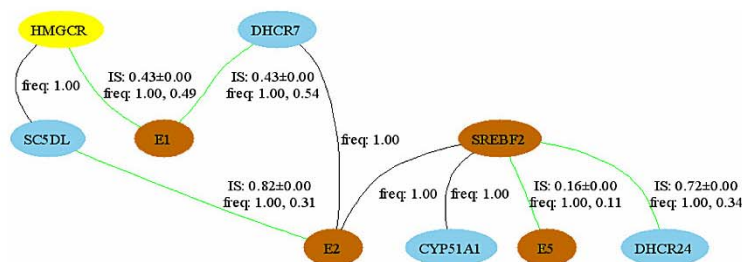 HMGCR
DHCR7
IS: 0.43±0.00
freq: 1.00, 0.49
IS: 0.43±0.00
freq: 1.00, 0.54
freq: 1.00
SC5DL
E1
freq: 1.00
SREBF2
IS: 0.82±0.00
freq: 1.00, 0.31
freq: 1.00
freq: 1.00
IS: 0.16±0.00
freq: 1.00, 0.11
IS: 0.72±0.00
freq: 1.00, 0.34
E2
CYP51A1
E5
DHCR24